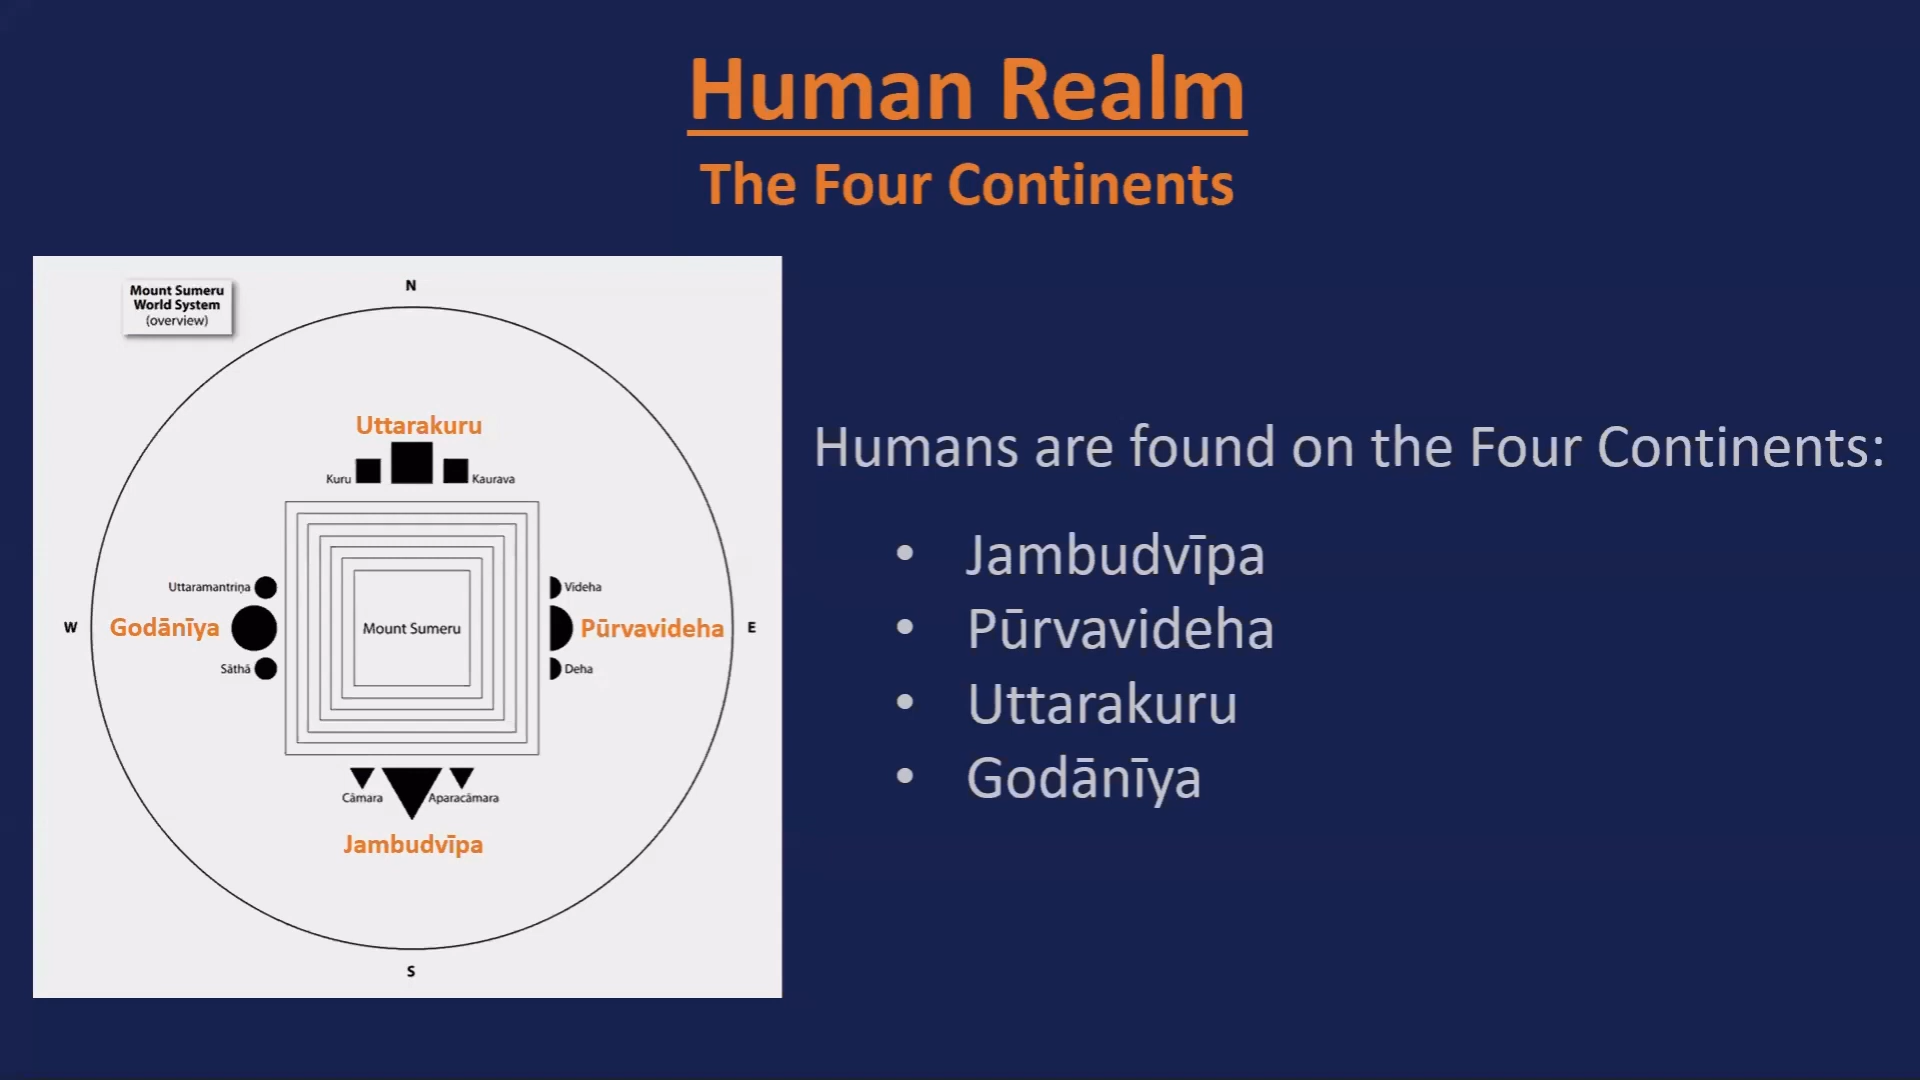 Human Realm
The Four Continents
Mount Sumeru
World System
(overview)
N
Uttarakuru
Kuru
Kaurava
Uttaramantriṇa
Videha
W
Godānīya
Mount Sumeru
Pūrvavideha
E
Sāthā
Deha
Cāmara
Aparacāmara
Jambudvīpa
S
Humans are found on the Four Continents:
• Jambudvīpa
• Pūrvavideha
• Uttarakuru
• Godānīya